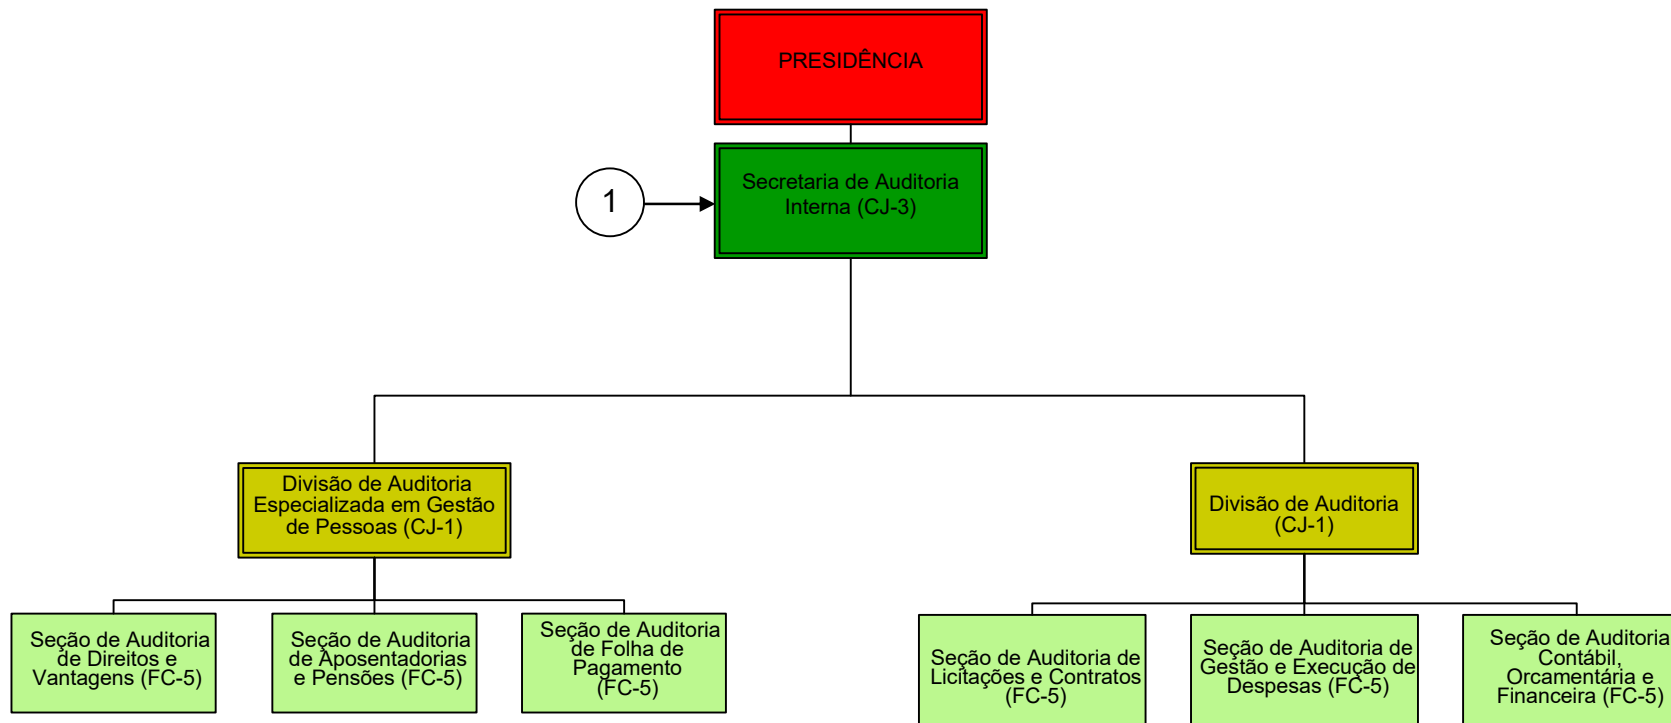 PRESIDÊNCIA
1
Secretaria de Auditoria
Interna (CJ-3)
Divisão de Auditoria
Especializada em Gestão
de Pessoas (CJ-1)
Divisão de Auditoria
(CJ-1)
Seção de Auditoria
de Direitos e
Vantagens (FC-5)
Seção de Auditoria
de Aposentadorias
e Pensões (FC-5)
Seção de Auditoria
de Folha de
Pagamento
(FC-5)
Seção de Auditoria de
Licitações e Contratos
(FC-5)
Seção de Auditoria de
Gestão e Execução de
Despesas (FC-5)
Seção de Auditoria
Contábil,
Orcamentária e
Financeira (FC-5)